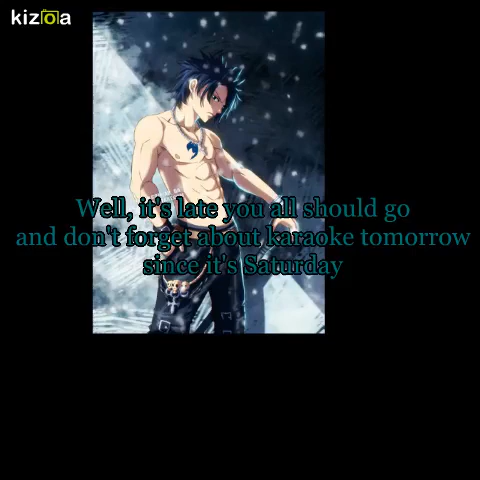 kizoa
Well, it's late you all should go
and don't forget about karaoke tomorrow
since it's Saturday